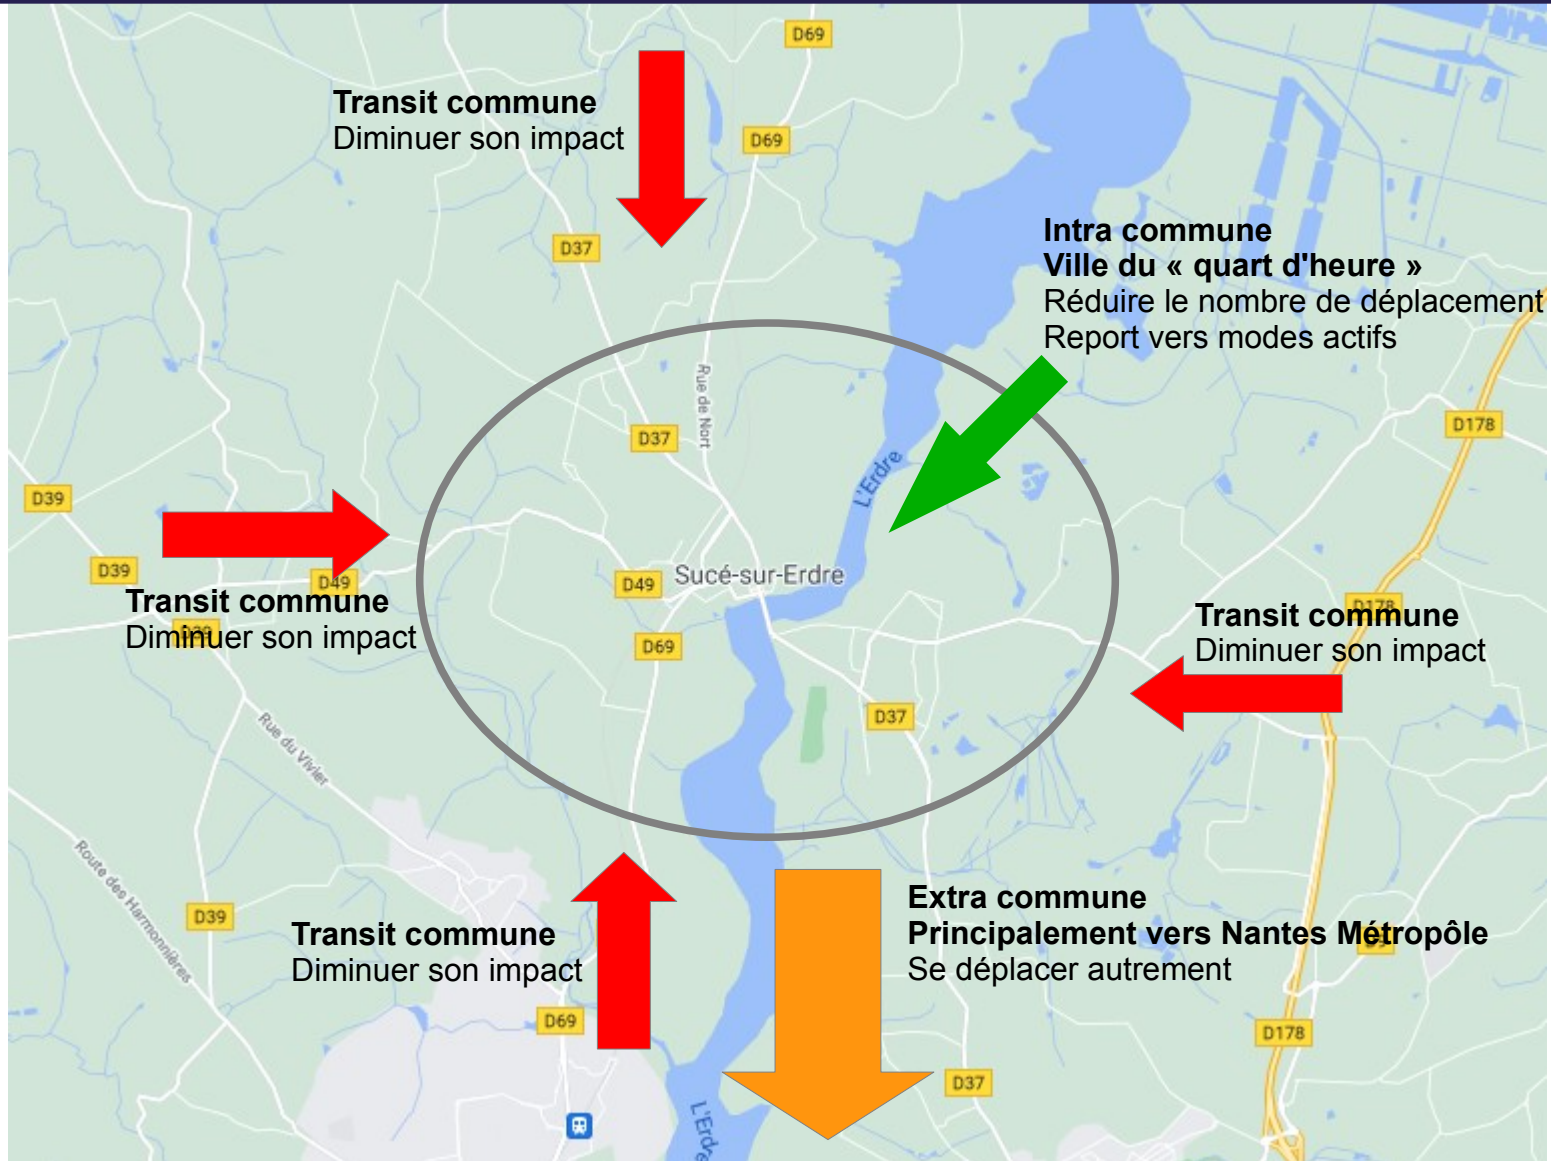 D69
Transit commune
Diminuer son impact
D69
Intra commune
Ville du « quart d'heure »
Réduire le nombre de déplacement
Report vers modes actifs
D37
Rue de Nort
D37
D178
L'Erdre
D39
D39
D49
Transit commune
Diminuer son impact
D39
D49
Sucé-sur-Erdre
D69
D178
Transit commune
Diminuer son impact
D37
Rue du Vivier
Route des Harmonnières
D39
Transit commune
Diminuer son impact
Extra commune
Principalement vers Nantes Métropôle
Se déplacer autrement
D69
D178
D37
L'Erdre